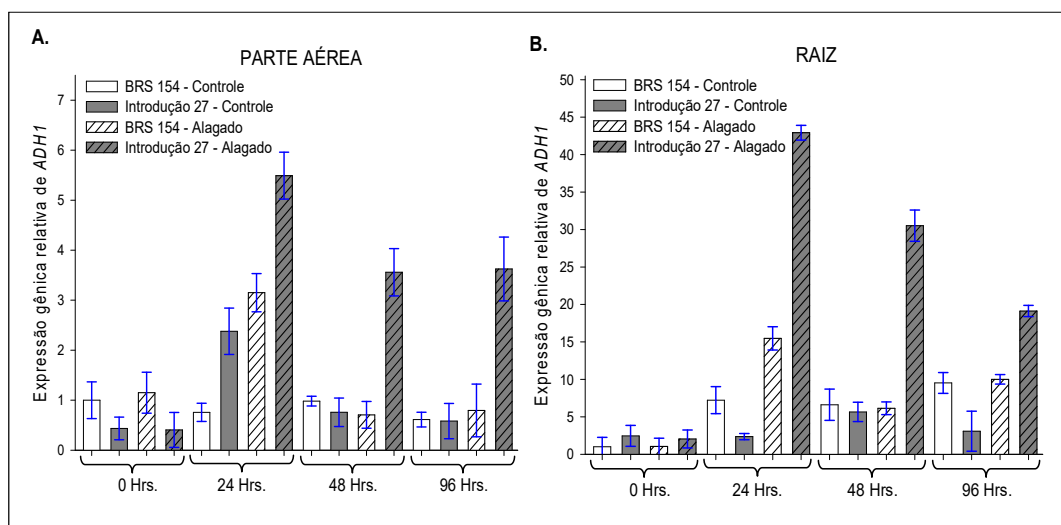 A.
PARTE AÉREA
BRS 154 - Controle
Introdução 27 - Controle
BRS 154 - Alagado
Introdução 27 - Alagado
Expressão gênica relativa de ADH1
7
6
5
4
3
2
1
0
0 Hrs.
24 Hrs.
48 Hrs.
96 Hrs.
B.
RAIZ
BRS 154 - Controle
Introdução 27 - Controle
BRS 154 - Alagado
Introdução 27 - Alagado
Expressão gênica relativa de ADH1
50
45
40
35
30
25
20
15
10
5
0
0 Hrs.
24 Hrs.
48 Hrs.
96 Hrs.